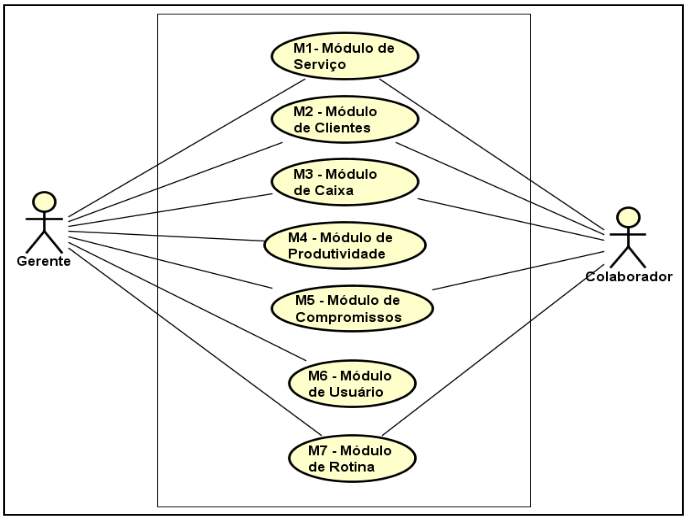 M1- Módulo de
Serviço
M2 - Módulo
de Clientes
M3 - Módulo
de Caixa
M4 - Módulo de
Produtividade
Gerente
Colaborador
M5 - Módulo de
Compromissos
M6 - Módulo
de Usuário
M7 - Módulo
de Rotina